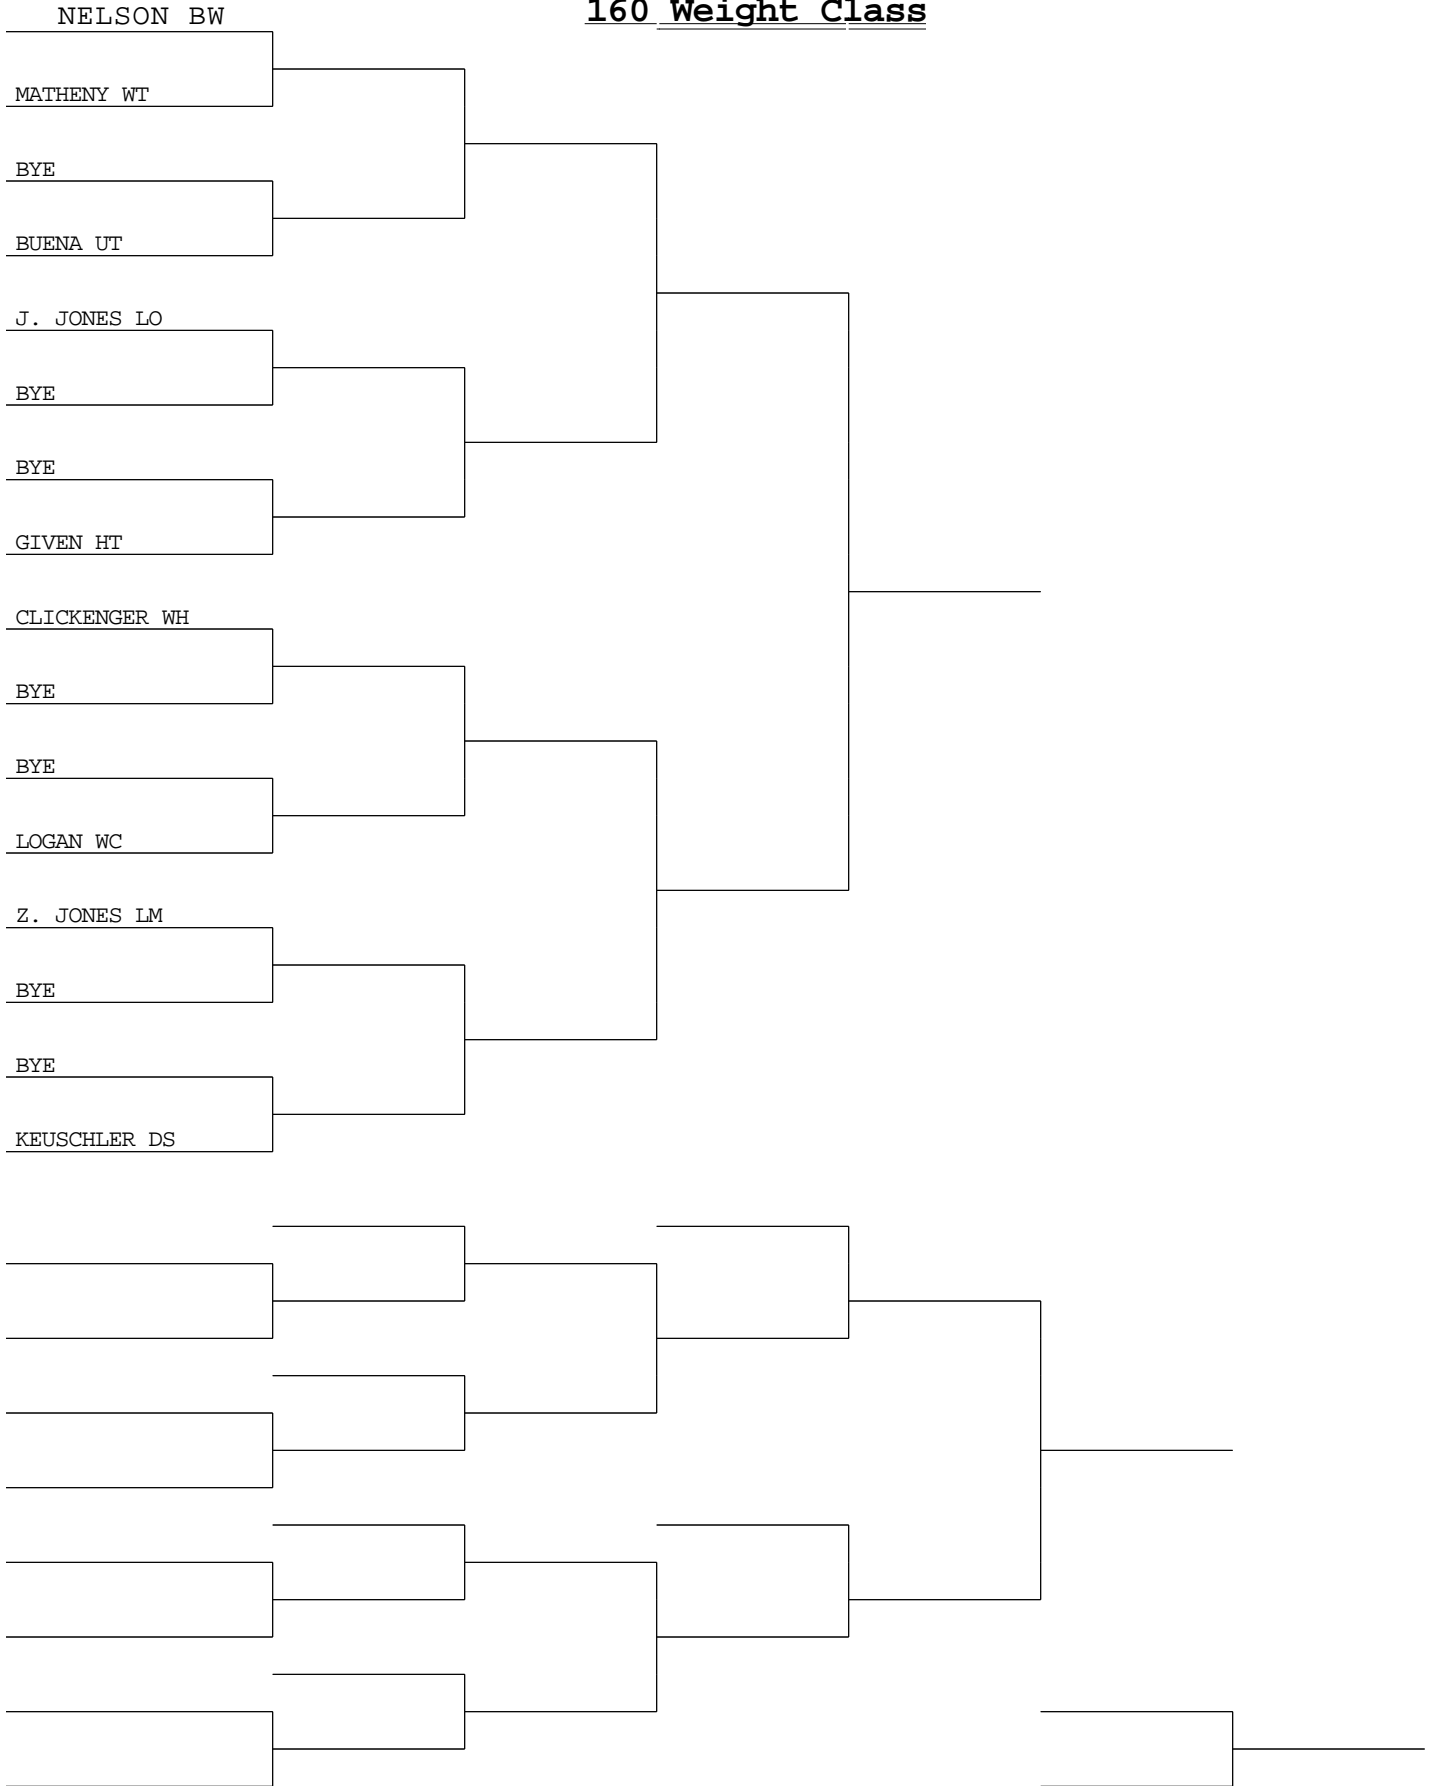 160 Weight Class
NELSON BW
MATHENY WT
BYE
BUENA UT
J. JONES LO
BYE
BYE
GIVEN HT
CLICKENGER WH
BYE
BYE
LOGAN WC
Z. JONES LM
BYE
BYE
KEUSCHLER DS